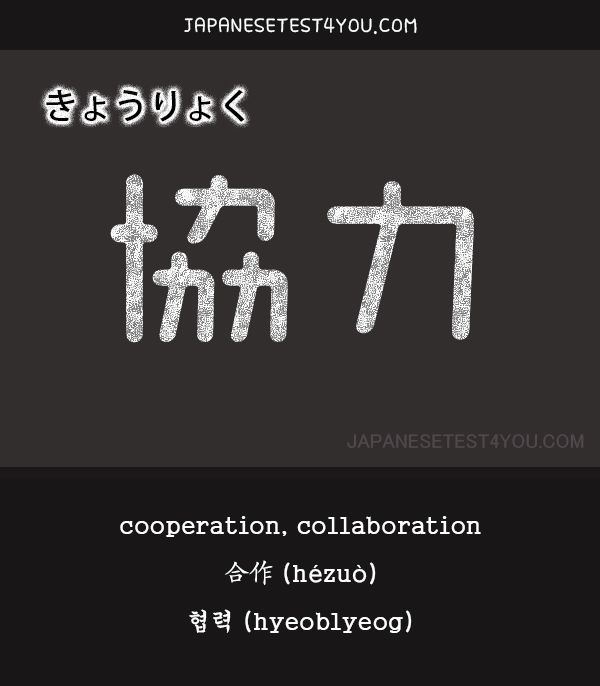 JAPANESETEST4YOU.COM
きょうりょく
協力
JAPANESETEST4YOU.COM
cooperation, collaboration
合作 (hézuò)
협력 (hyeoblyeog)